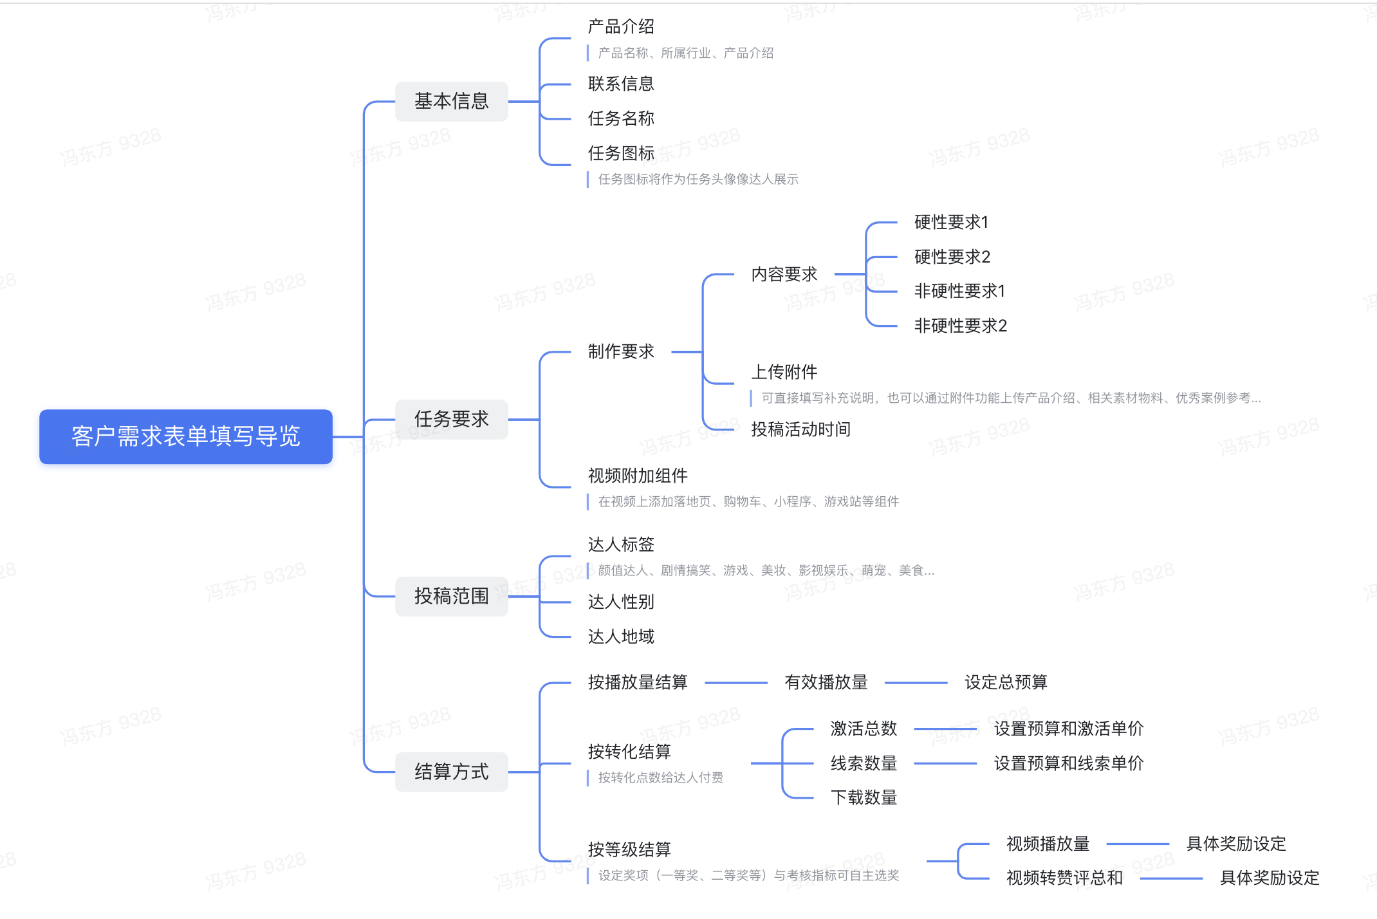 客户需求表单填写导览
基本信息
产品介绍
产品名称、所属行业、产品介绍
联系信息
任务名称
任务图标
任务图标将作为任务头像像达人展示
任务要求
制作要求
内容要求
硬性要求1
硬性要求2
非硬性要求1
非硬性要求2
上传附件
可直接填写补充说明，也可以通过附件功能上传产品介绍、相关素材物料、优秀案例参考...
投稿活动时间
视频附加组件
在视频上添加落地页、购物车、小程序、游戏站等组件
投稿范围
达人标签
颜值达人、剧情搞笑、游戏、美妆、影视娱乐、萌宠、美食...
达人性别
达人地域
结算方式
按播放量结算
有效播放量
设定总预算
按转化结算
按转化点数给达人付费
激活总数
设置预算和激活单价
线索数量
设置预算和线索单价
下载数量
按等级结算
设定奖项（一等奖、二等奖等）与考核指标可自主选奖
视频播放量
具体奖励设定
视频转赞评总和
具体奖励设定
冯东方 9328